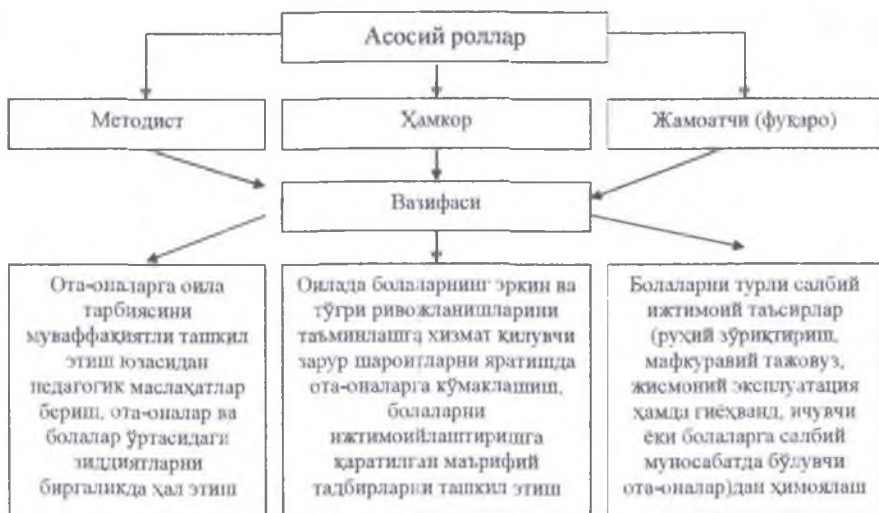 Асосий роллар
Методист
Ҳамкор
Жамоатчи (фуқаро)
Вазифаси
Ота-оналарга оила
тарбиясини
муваффақиятли ташкил
этиш юзасидан
педагогик маслаҳатлар
бериш, ота-оналар ва
болалар ўртасидаги
зиддиятларни
биргаликда ҳал этиш
Оилада болаларнинг эркин ва
тўғри ривожланишларини
таъминлашга хизмат қилувчи
зарур шароитларни яратишда
ота-оналарга кўмаклашиш,
болаларни
ижтимоийлаштиришга
қаратилган маърифий
тадбирларни ташкил этиш
Болаларни турли салбий
ижтимоий таъсирлар
(руҳий зўриқтириш,
мафкуравий тажовуз,
жисмоний эксплуатация
ҳамда гиёҳванд, ичувчи
ёки болаларга салбий
муносабатда бўлувчи
ота-оналар)дан ҳимоялаш